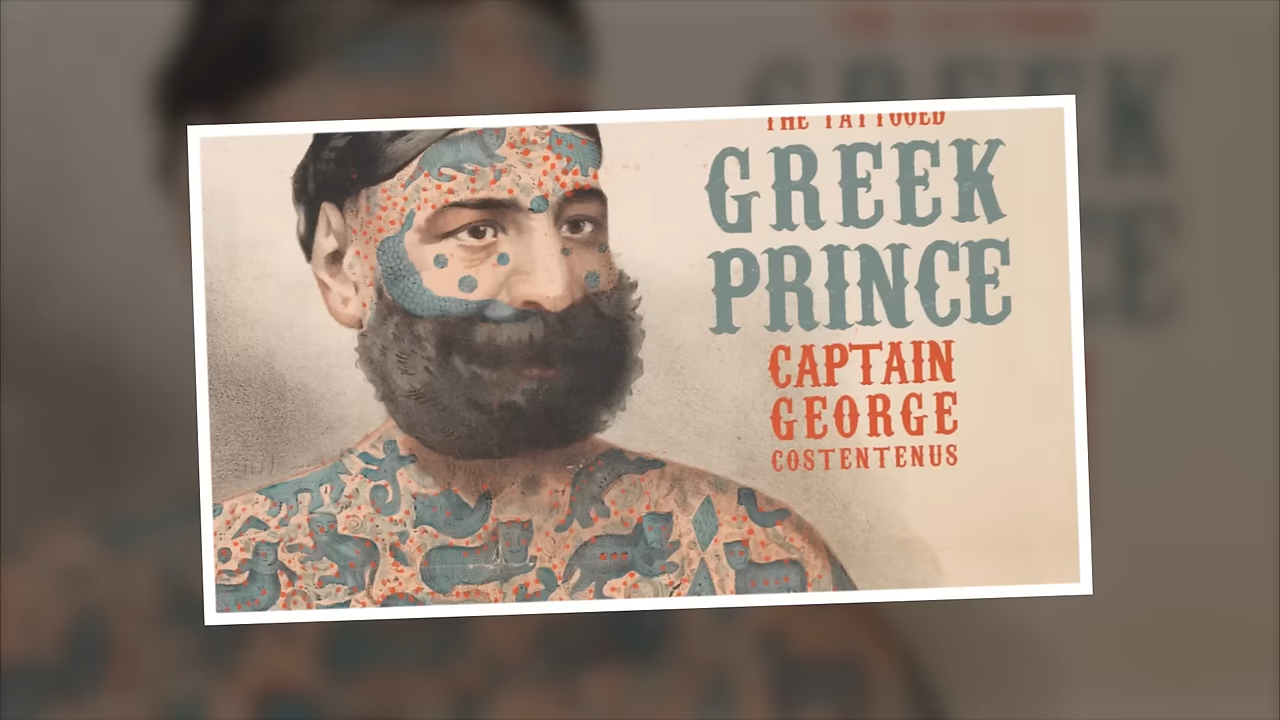 THE TATTOOED
GREEK
PRINCE
CAPTAIN
GEORGE
COSTENTENUS